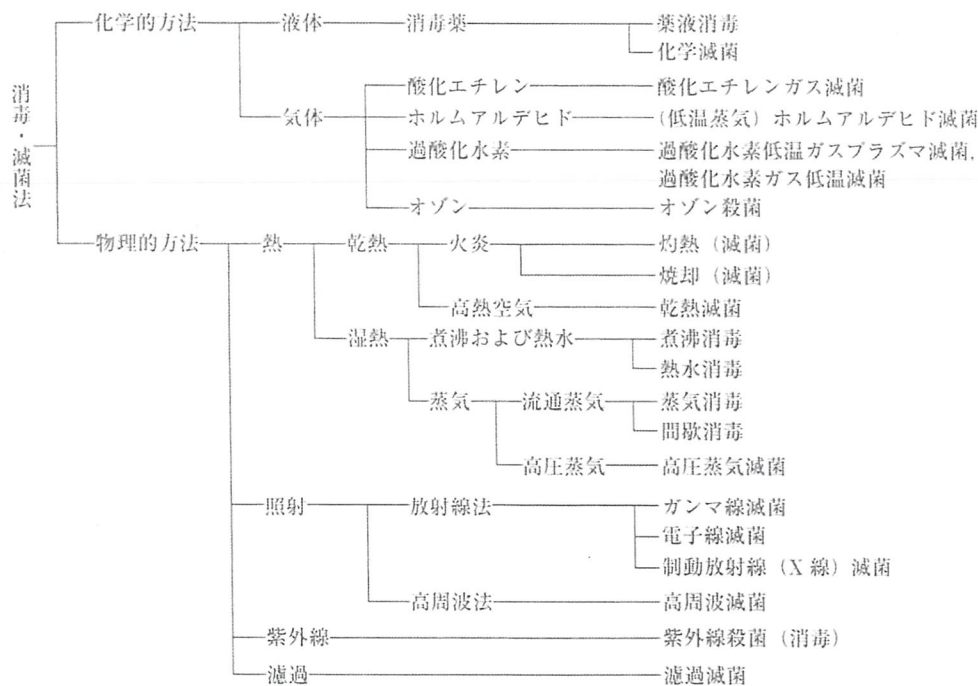 消毒・滅菌法
化学的方法 液体 消毒薬 薬液消毒
化学滅菌
酸化エチレン 酸化エチレンガス滅菌
気体 ホルムアルデヒド (低温蒸気) ホルムアルデヒド滅菌
過酸化水素 過酸化水素低温ガスプラズマ滅菌,
過酸化水素ガス低温滅菌
オゾン オゾン殺菌
物理的方法 熱 乾熱 火炎 灼熱 (滅菌)
焼却 (滅菌)
高熱空気 乾熱滅菌
湿熱 煮沸および熱水 煮沸消毒
熱水消毒
蒸気 流通蒸気 蒸気消毒
間歇消毒
高圧蒸気 高圧蒸気滅菌
照射 放射線法 ガンマ線滅菌
電子線滅菌
制動放射線 (X 線) 滅菌
高周波法 高周波滅菌
紫外線 紫外線殺菌 (消毒)
濾過 濾過滅菌